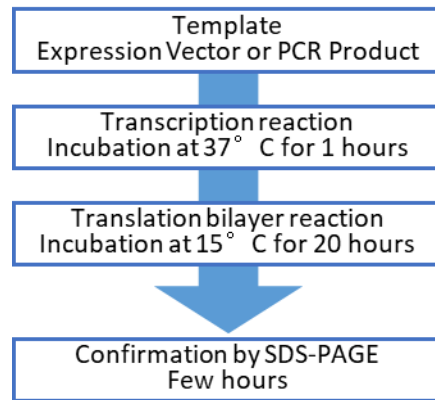 Template
Expression Vector or PCR Product
Transcription reaction
Incubation at 37° C for 1 hours
Translation bilayer reaction
Incubation at 15° C for 20 hours
Confirmation by SDS-PAGE
Few hours